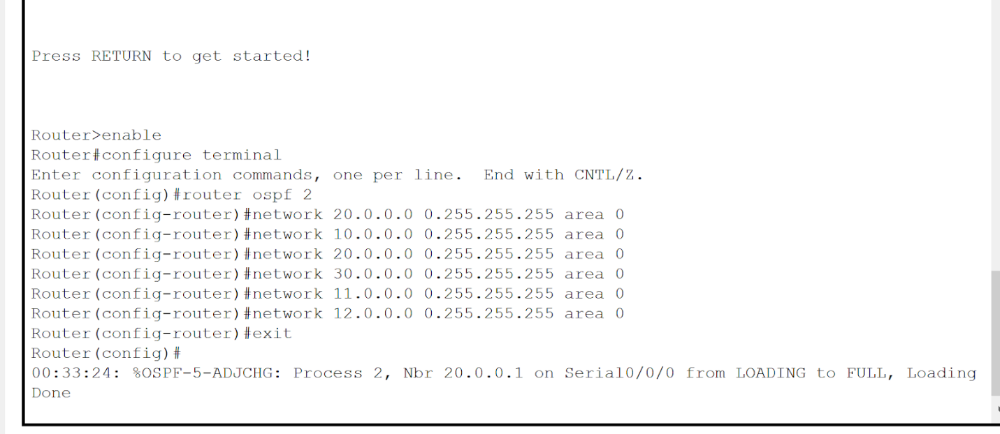 Press RETURN to get started!
Router>enable
Router#configure terminal
Enter configuration commands, one per line.  End with CNTL/Z.
Router(config)#router ospf 2
Router(config-router)#network 20.0.0.0 0.255.255.255 area 0
Router(config-router)#network 10.0.0.0 0.255.255.255 area 0
Router(config-router)#network 20.0.0.0 0.255.255.255 area 0
Router(config-router)#network 30.0.0.0 0.255.255.255 area 0
Router(config-router)#network 11.0.0.0 0.255.255.255 area 0
Router(config-router)#network 12.0.0.0 0.255.255.255 area 0
Router(config-router)#exit
Router(config)#
00:33:24: %OSPF-5-ADJCHG: Process 2, Nbr 20.0.0.1 on Serial0/0/0 from LOADING to FULL, Loading
Done